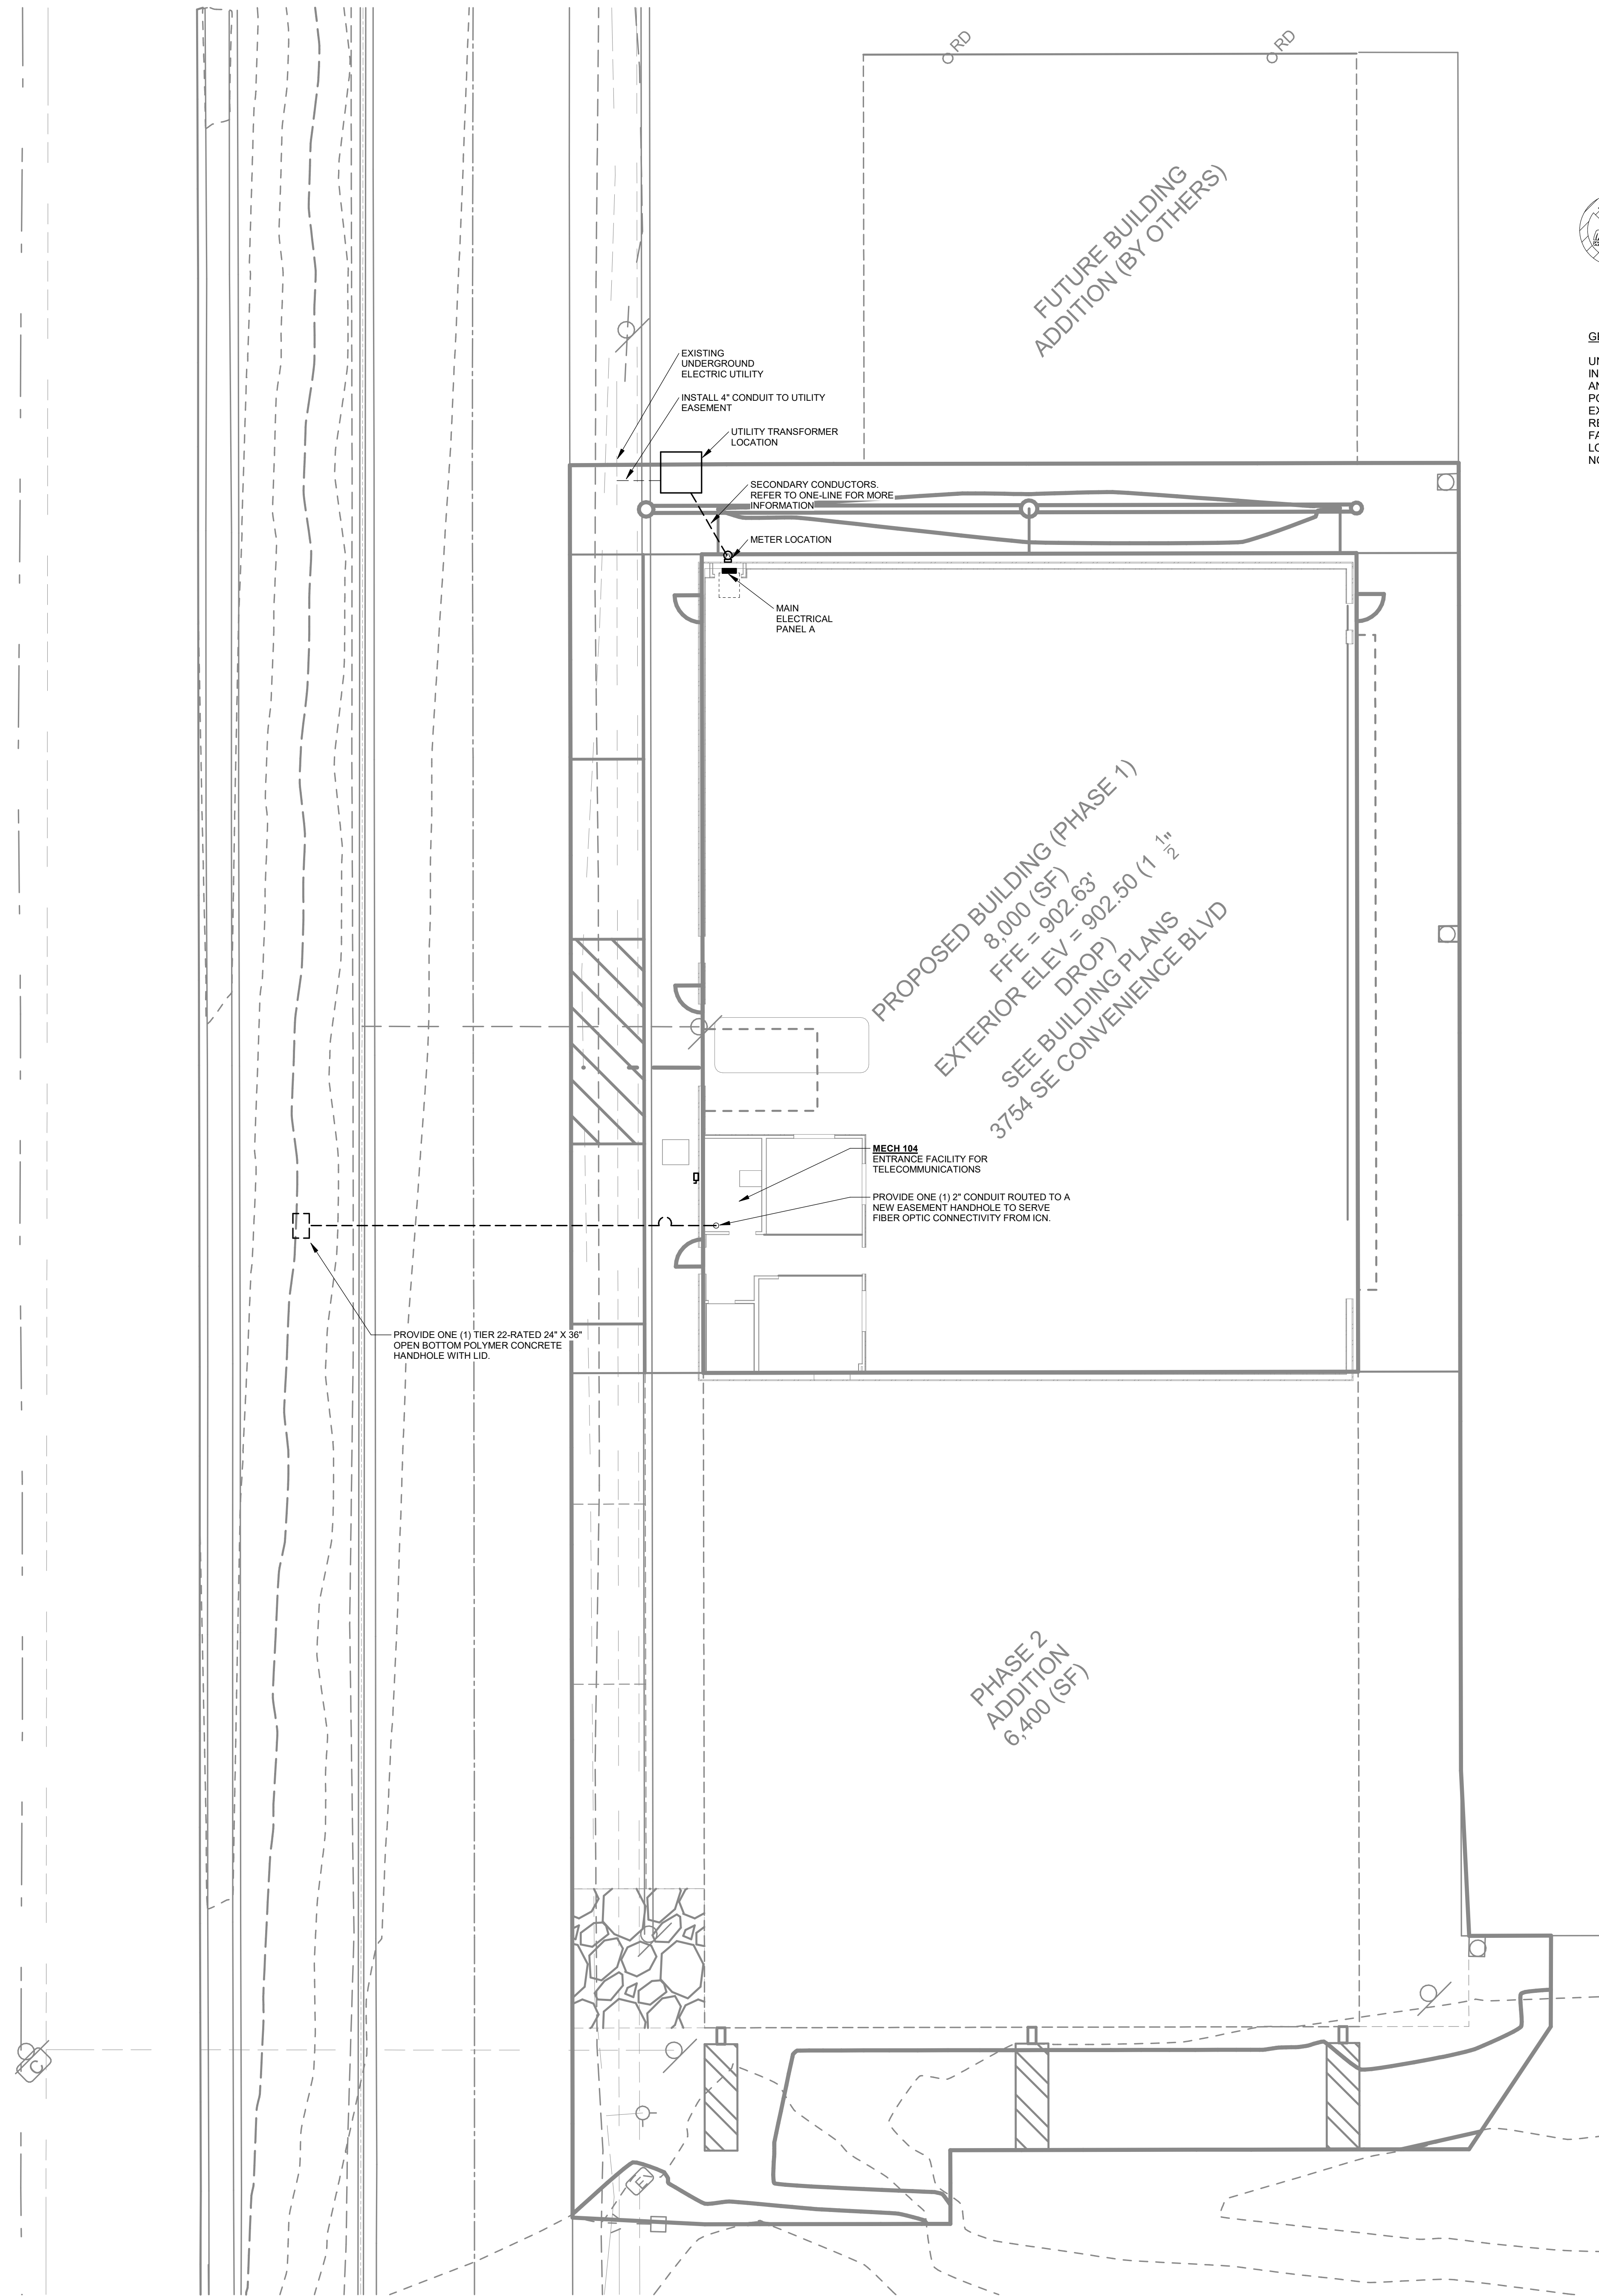 RD
RD
FUTURE BUILDING
ADDITION (BY OTHERS)
EXISTING
UNDERGROUND
ELECTRIC UTILITY
INSTALL 4" CONDUIT TO UTILITY
EASEMENT
UTILITY TRANSFORMER
LOCATION
SECONDARY CONDUCTORS.
REFER TO ONE-LINE FOR MORE
INFORMATION
METER LOCATION
MAIN
ELECTRICAL
PANEL A
PROPOSED BUILDING (PHASE 1)
8,000 (SF)
FFE = 902.63'
EXTERIOR ELEV = 902.50 (1 1/2"
DROP)
SEE BUILDING PLANS
3754 SE CONVENIENCE BLVD
MECH 104
ENTRANCE FACILITY FOR
TELECOMMUNICATIONS
PROVIDE ONE (1) 2" CONDUIT ROUTED TO A
NEW EASEMENT HANDHOLE TO SERVE
FIBER OPTIC CONNECTIVITY FROM ICN.
PROVIDE ONE (1) TIER 22-RATED 24" X 36"
OPEN BOTTOM POLYMER CONCRETE
HANDHOLE WITH LID.
PHASE 2
ADDITION
6,400 (SF)
C